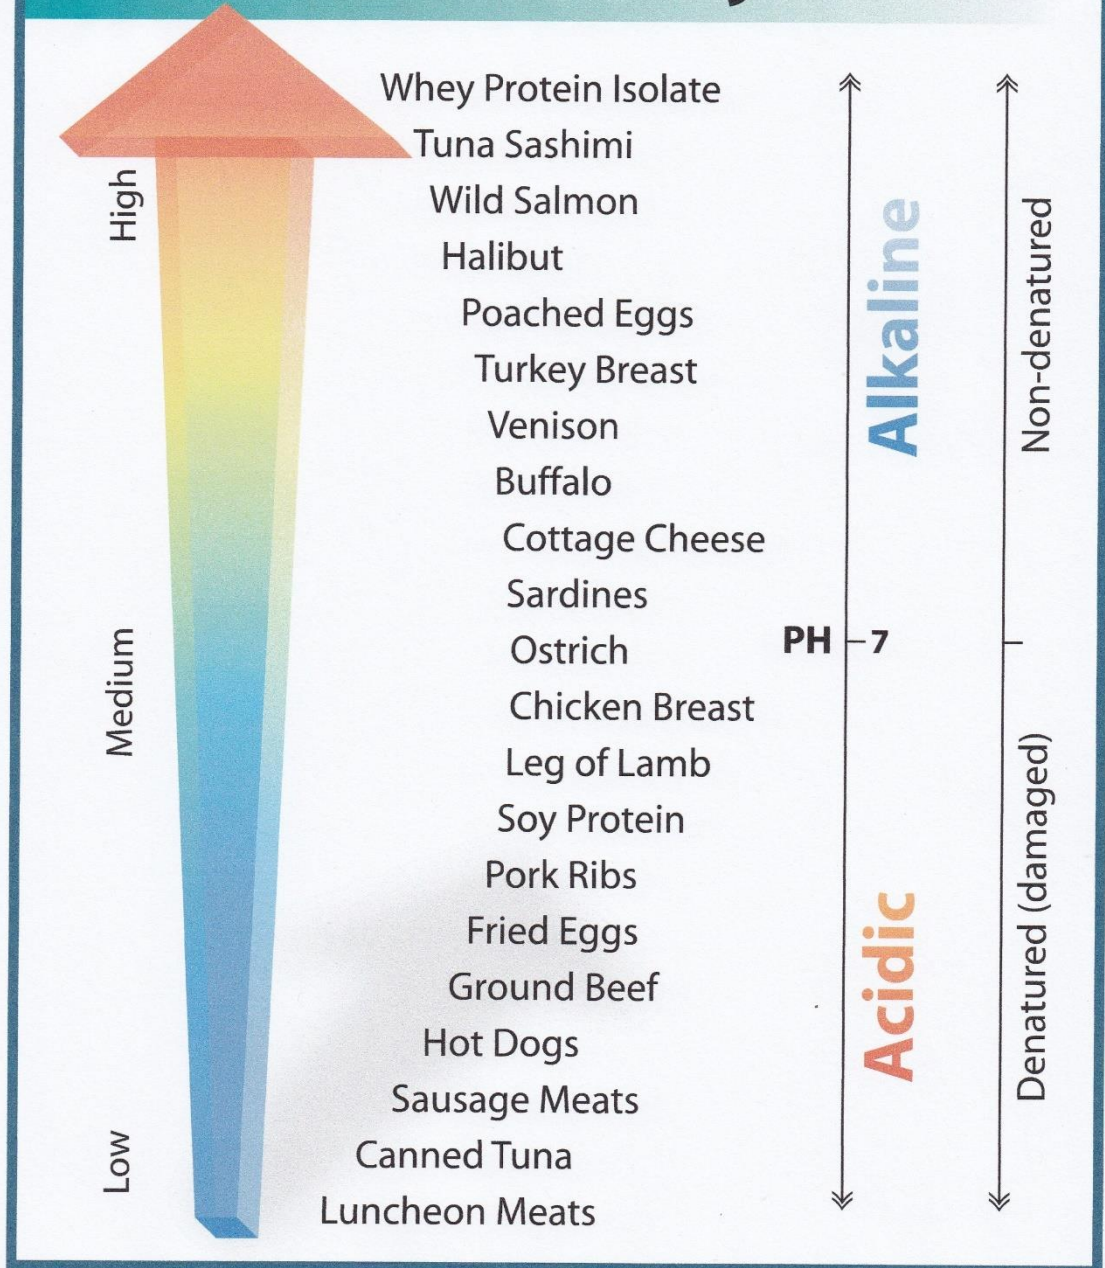 High
Medium
Low
Whey Protein Isolate
Tuna Sashimi
Wild Salmon
Halibut
Poached Eggs
Turkey Breast
Venison
Buffalo
Cottage Cheese
Sardines
Ostrich
Chicken Breast
Leg of Lamb
Soy Protein
Pork Ribs
Fried Eggs
Ground Beef
Hot Dogs
Sausage Meats
Canned Tuna
Luncheon Meats
PH 7
Alkaline
Acidic
Non-denatured
Denatured (damaged)